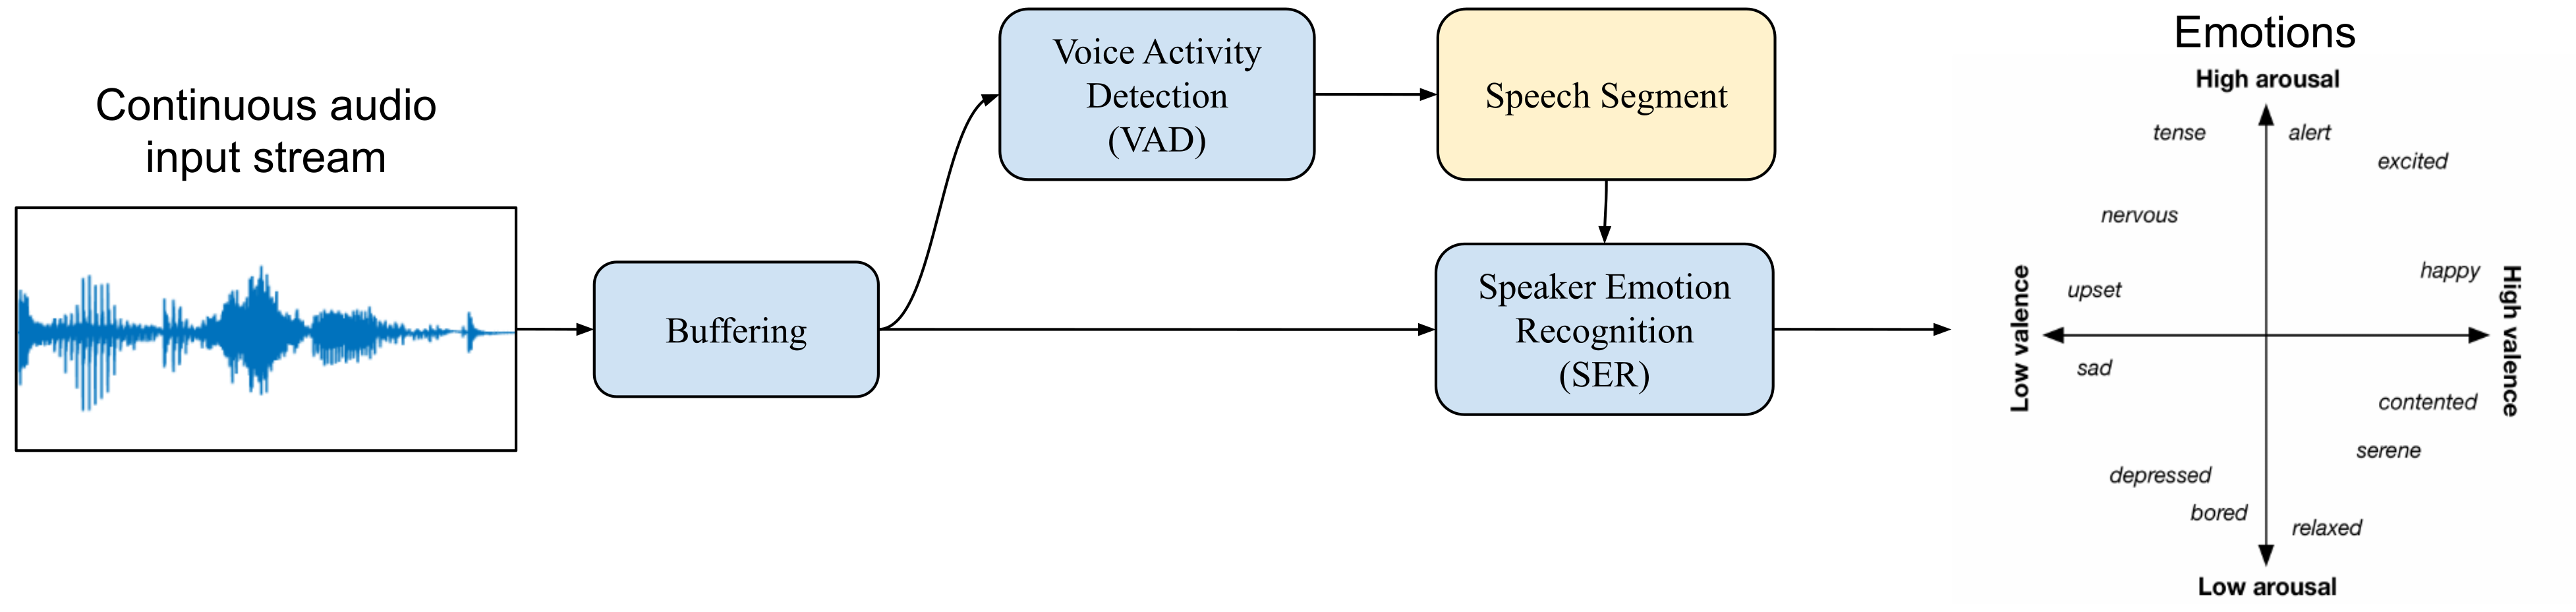 Continuous audio
input stream
Buffering
Voice Activity
Detection
(VAD)
Speech Segment
Speaker Emotion
Recognition
(SER)
Emotions
High arousal
tense
alert
excited
nervous
happy
upset
Low valence
High valence
sad
contented
serene
depressed
bored
relaxed
Low arousal